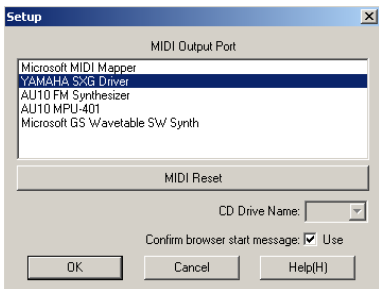 Setup
MIDI Output Port
Microsoft MIDI Mapper
YAMAHA SXG Driver
AU10 FM Synthesizer
AU10 MPU-401
Microsoft GS Wavetable SW Synth
MIDI Reset
CD Drive Name:
Confirm browser start message: Use
OK Cancel Help(H)